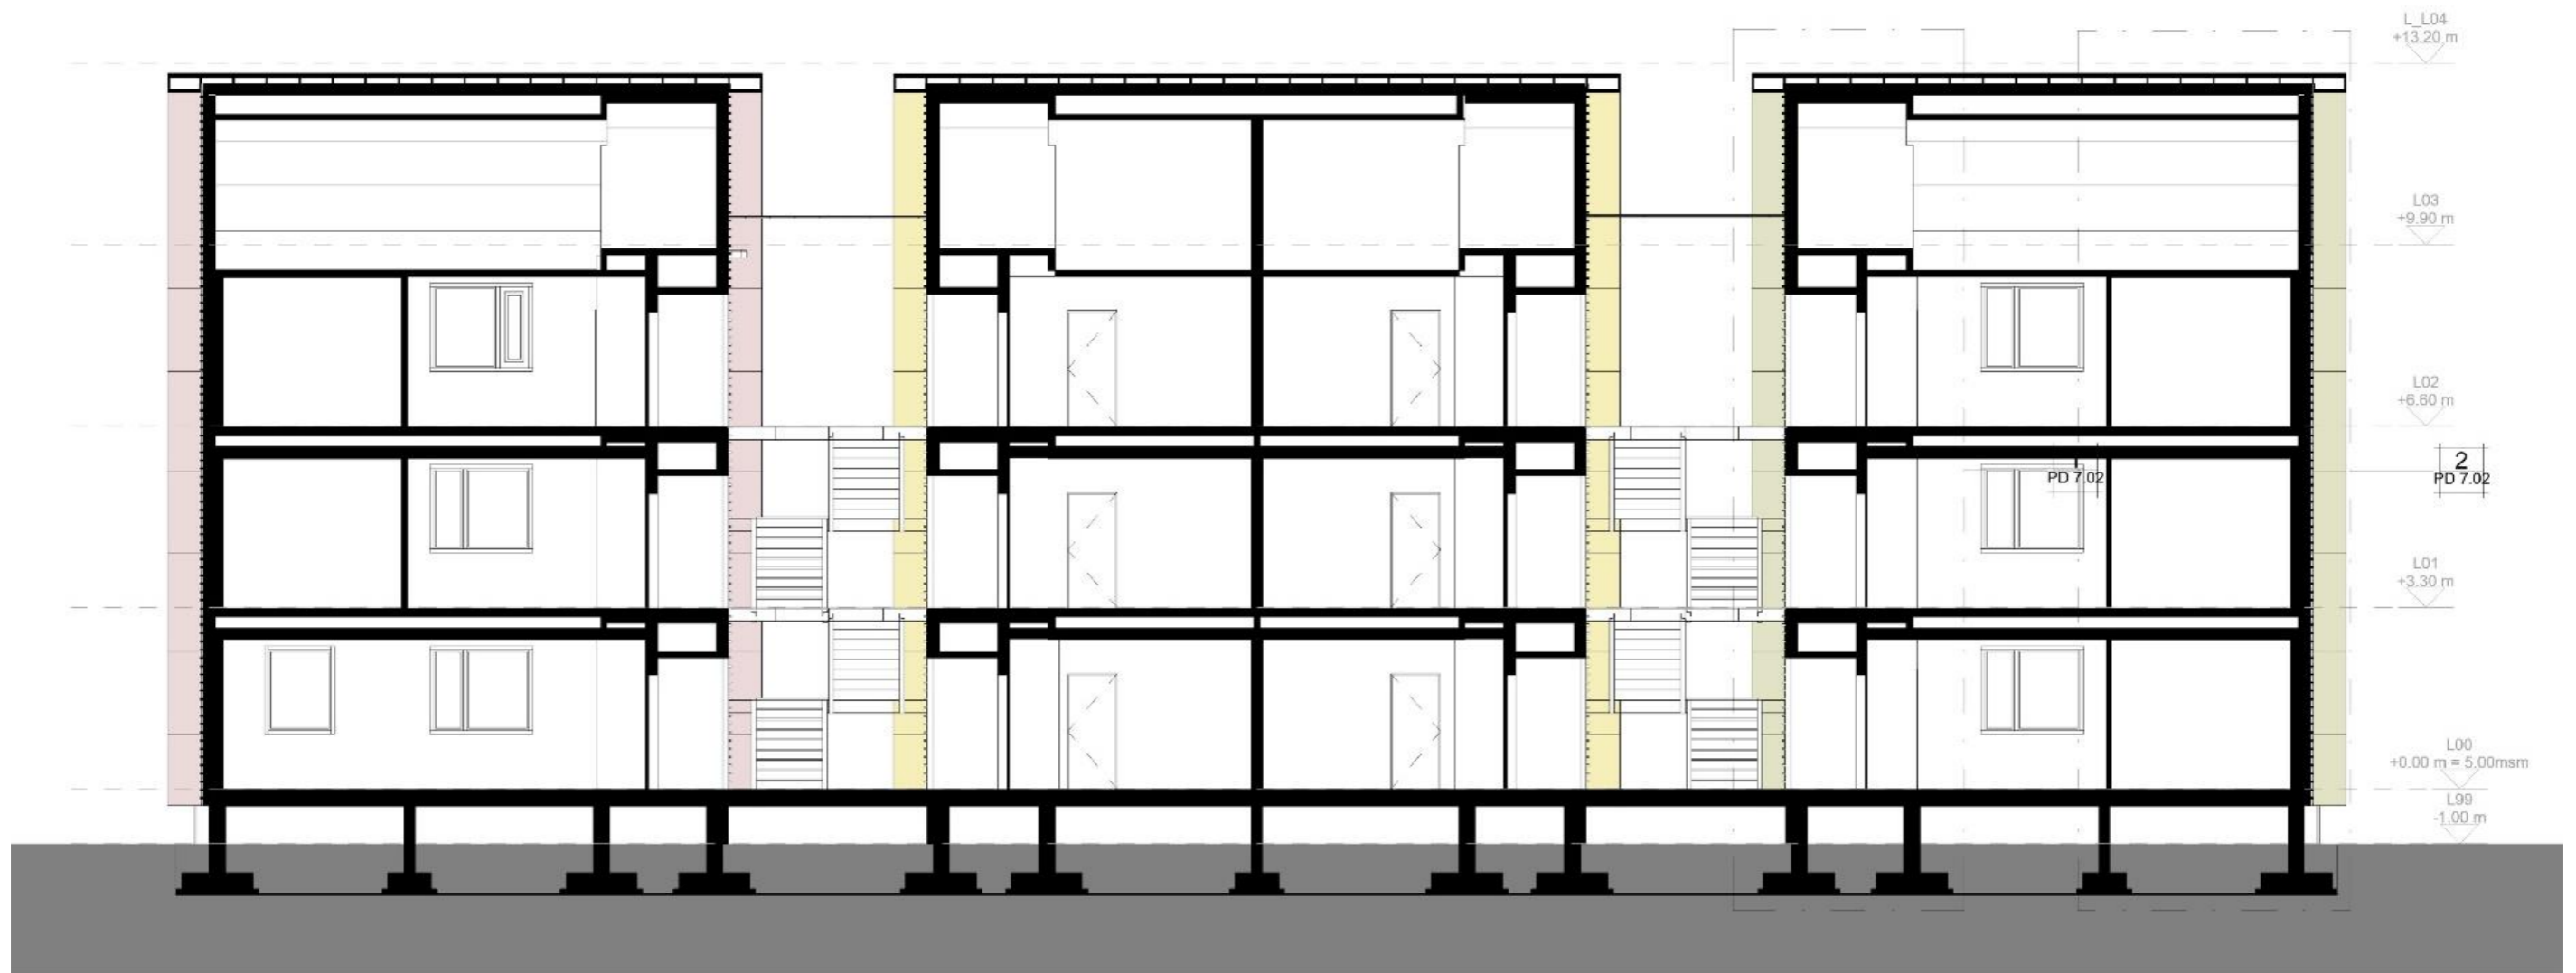 L_L04
+13.20 m
L03
+9.90 m
L02
+6.60 m
2
PD 7.02
1
PD 7.02
L01
+3.30 m
L00
+0.00 m = 5.00msm
L99
-1.00 m